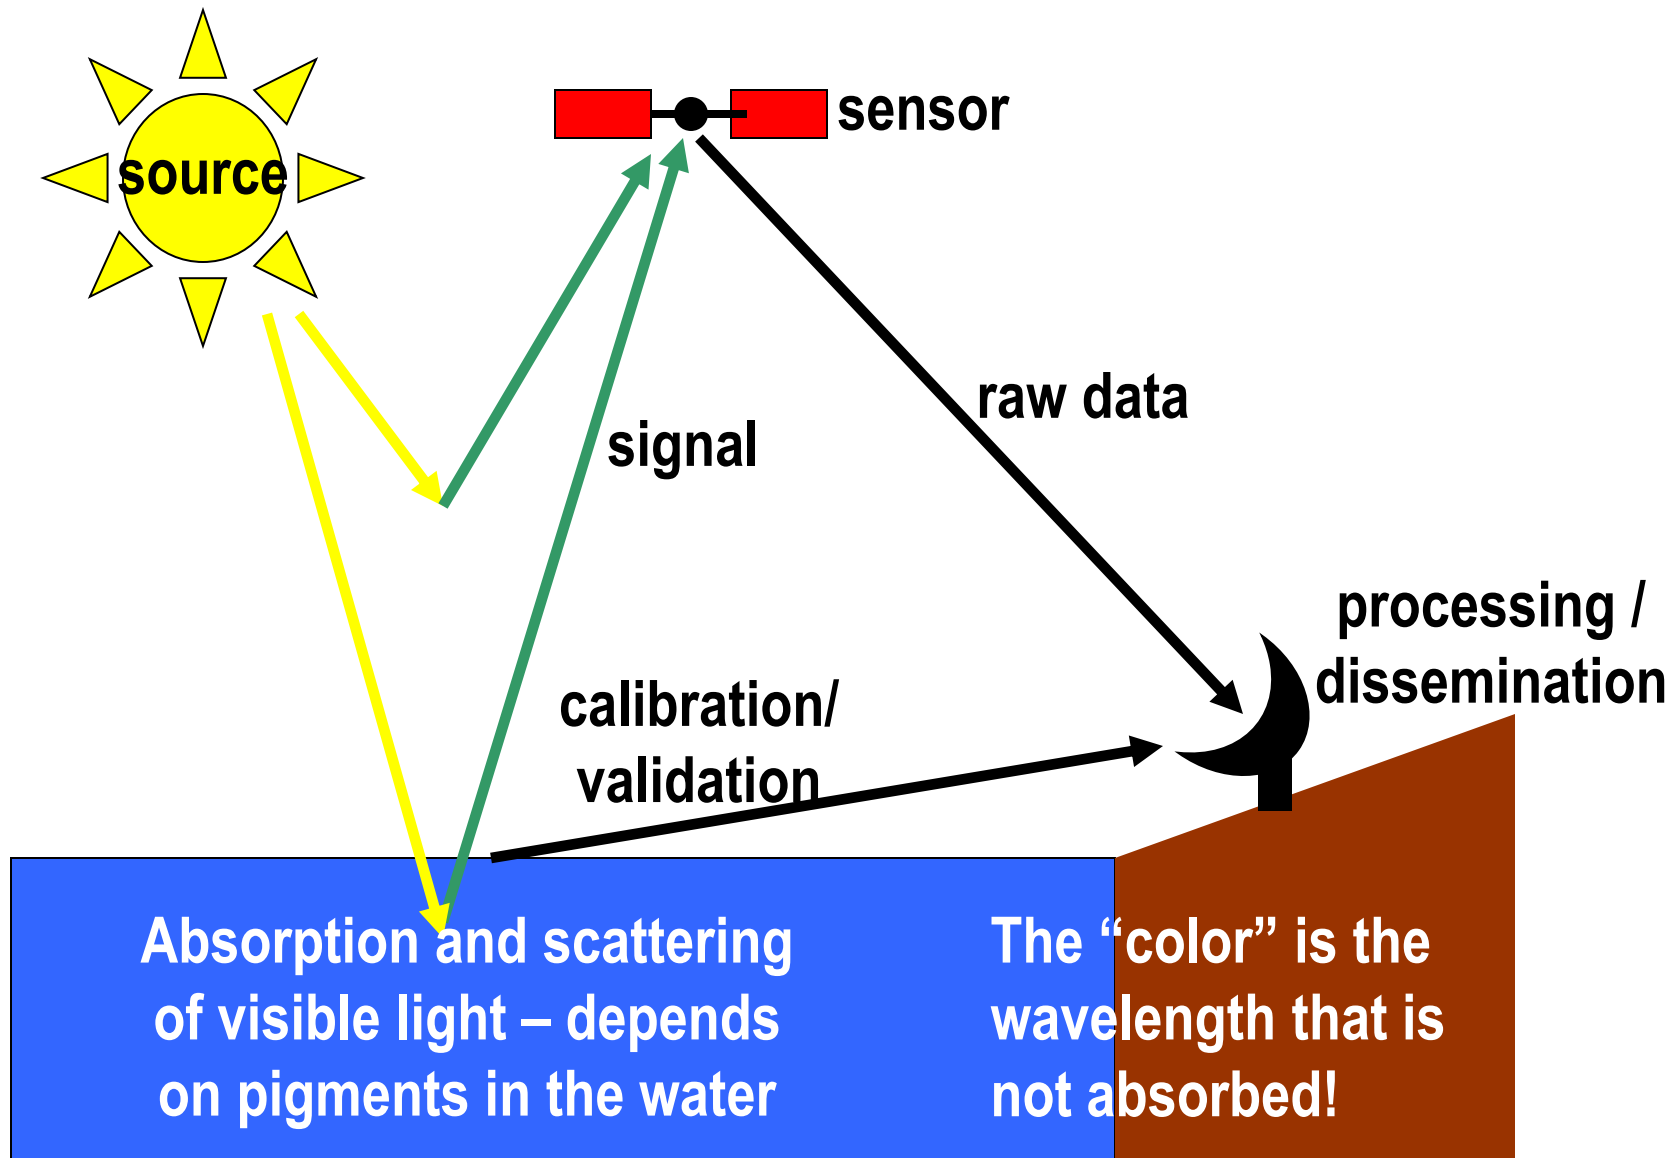 source
sensor
raw data
signal
processing /
dissemination
calibration/
validation
Absorption and scattering
of visible light – depends
on pigments in the water
The “color” is the
wavelength that is
not absorbed!